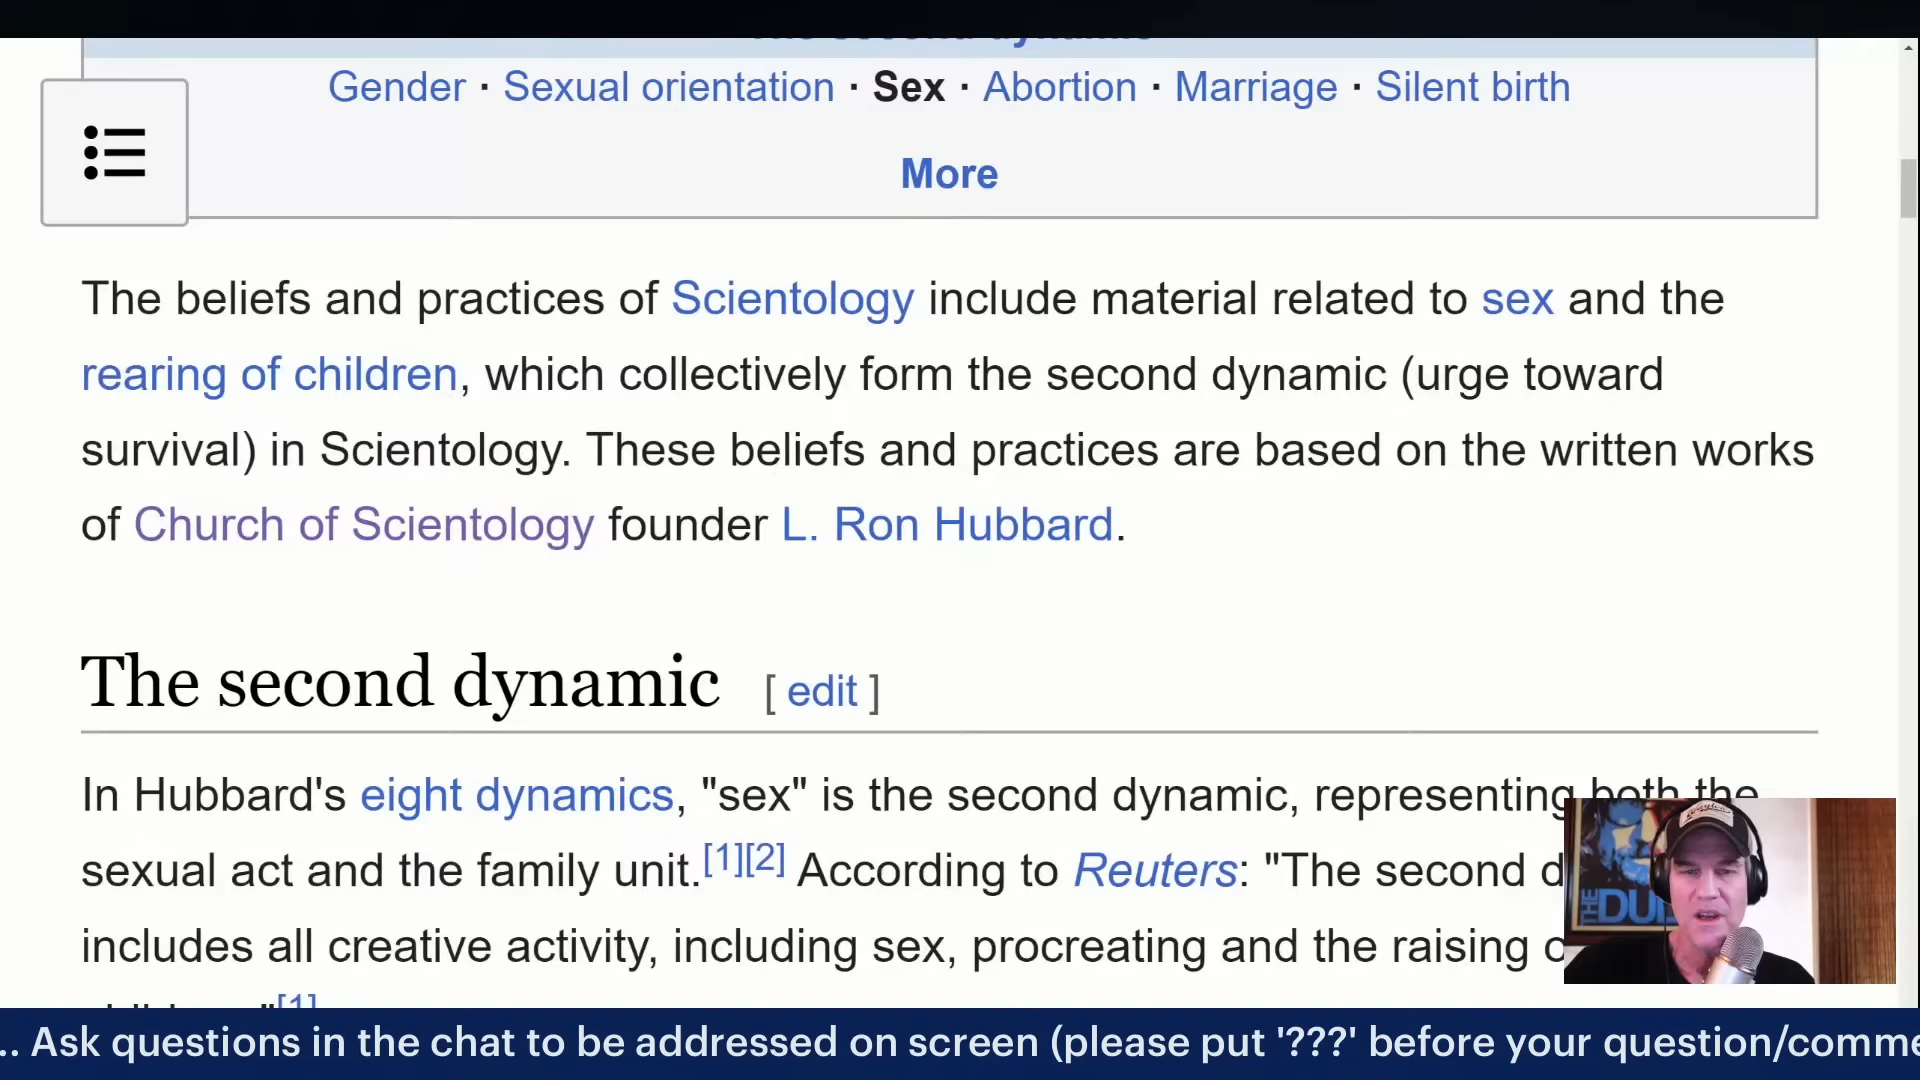 Gender · Sexual orientation · Sex · Abortion · Marriage · Silent birth
More
The beliefs and practices of Scientology include material related to sex and the
rearing of children, which collectively form the second dynamic (urge toward
survival) in Scientology. These beliefs and practices are based on the written works
of Church of Scientology founder L. Ron Hubbard.
The second dynamic [ edit ]
In Hubbard's eight dynamics, "sex" is the second dynamic, representing both the
sexual act and the family unit.[1][2] According to Reuters: "The second d
includes all creative activity, including sex, procreating and the raising o
[1]
THE DU
.. Ask questions in the chat to be addressed on screen (please put '???' before your question/comme